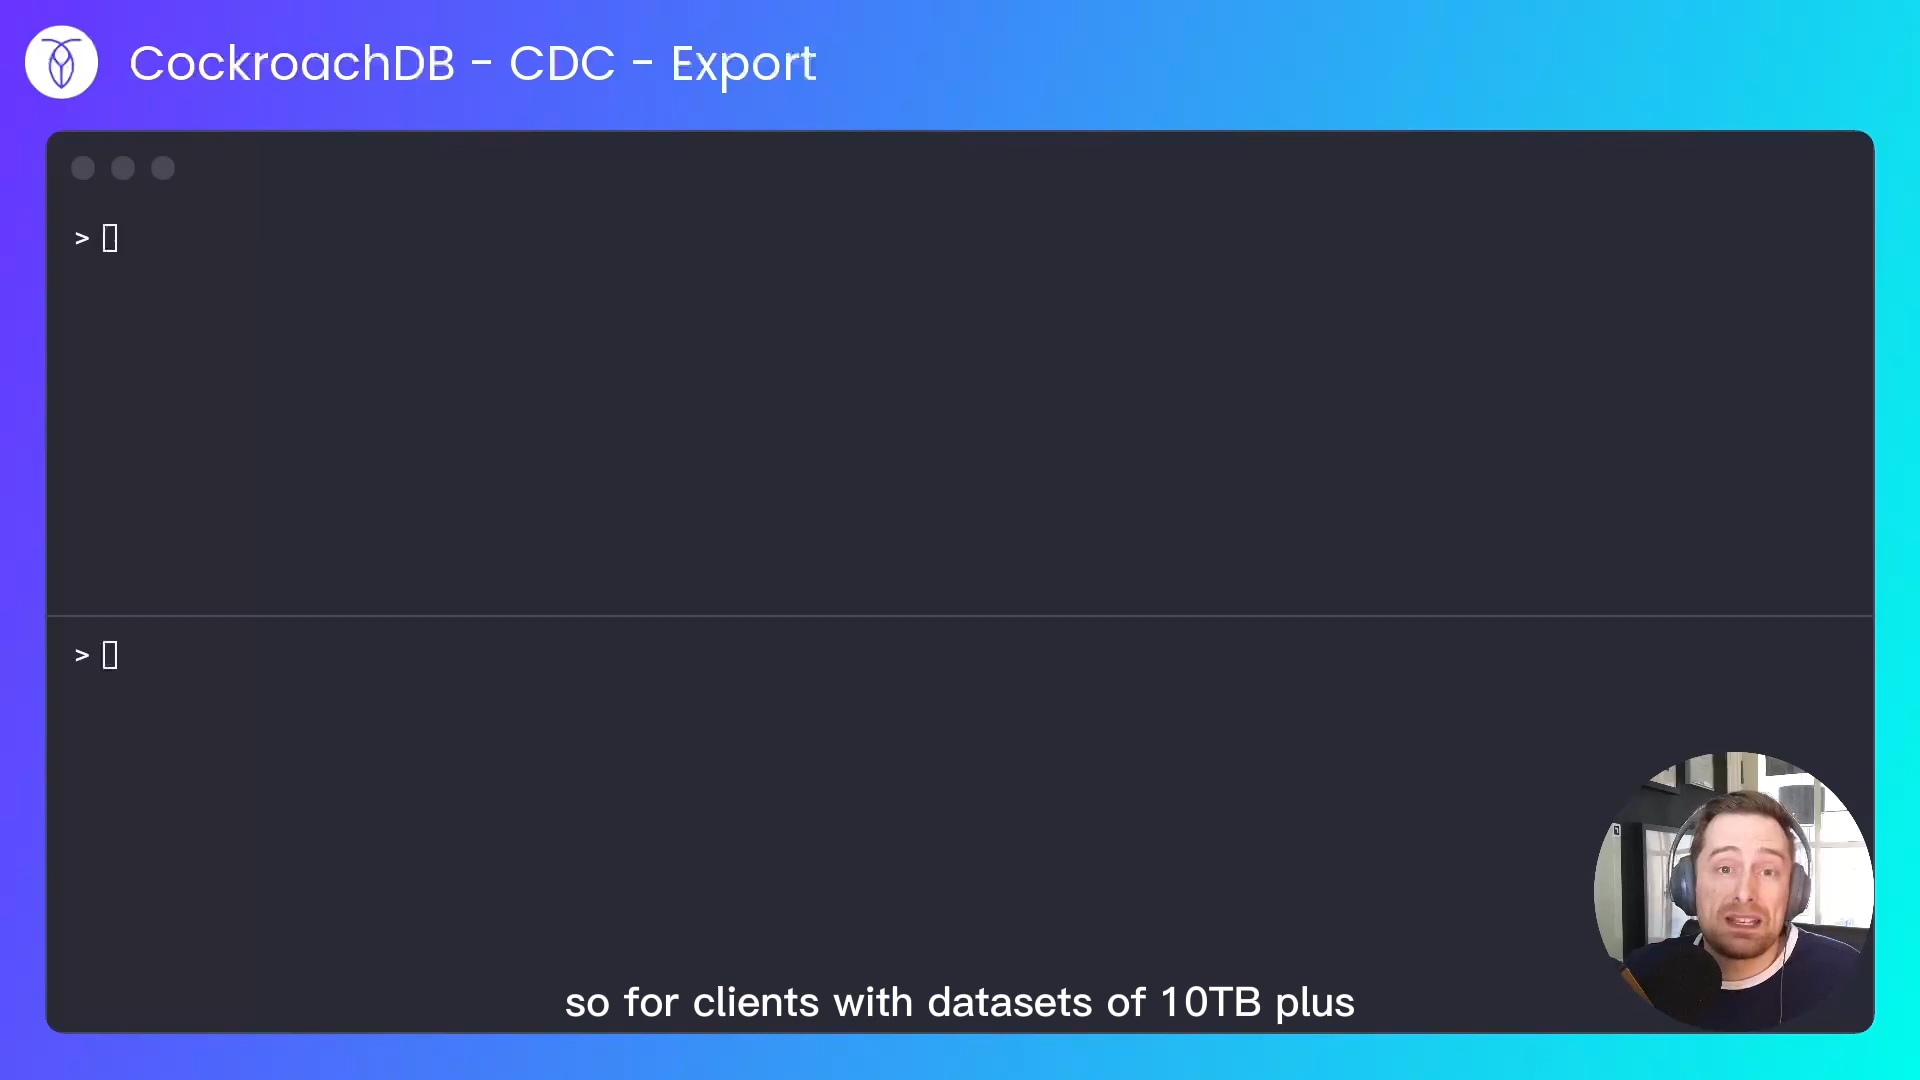 CockroachDB - CDC - Export
>
>
so for clients with datasets of 10TB plus